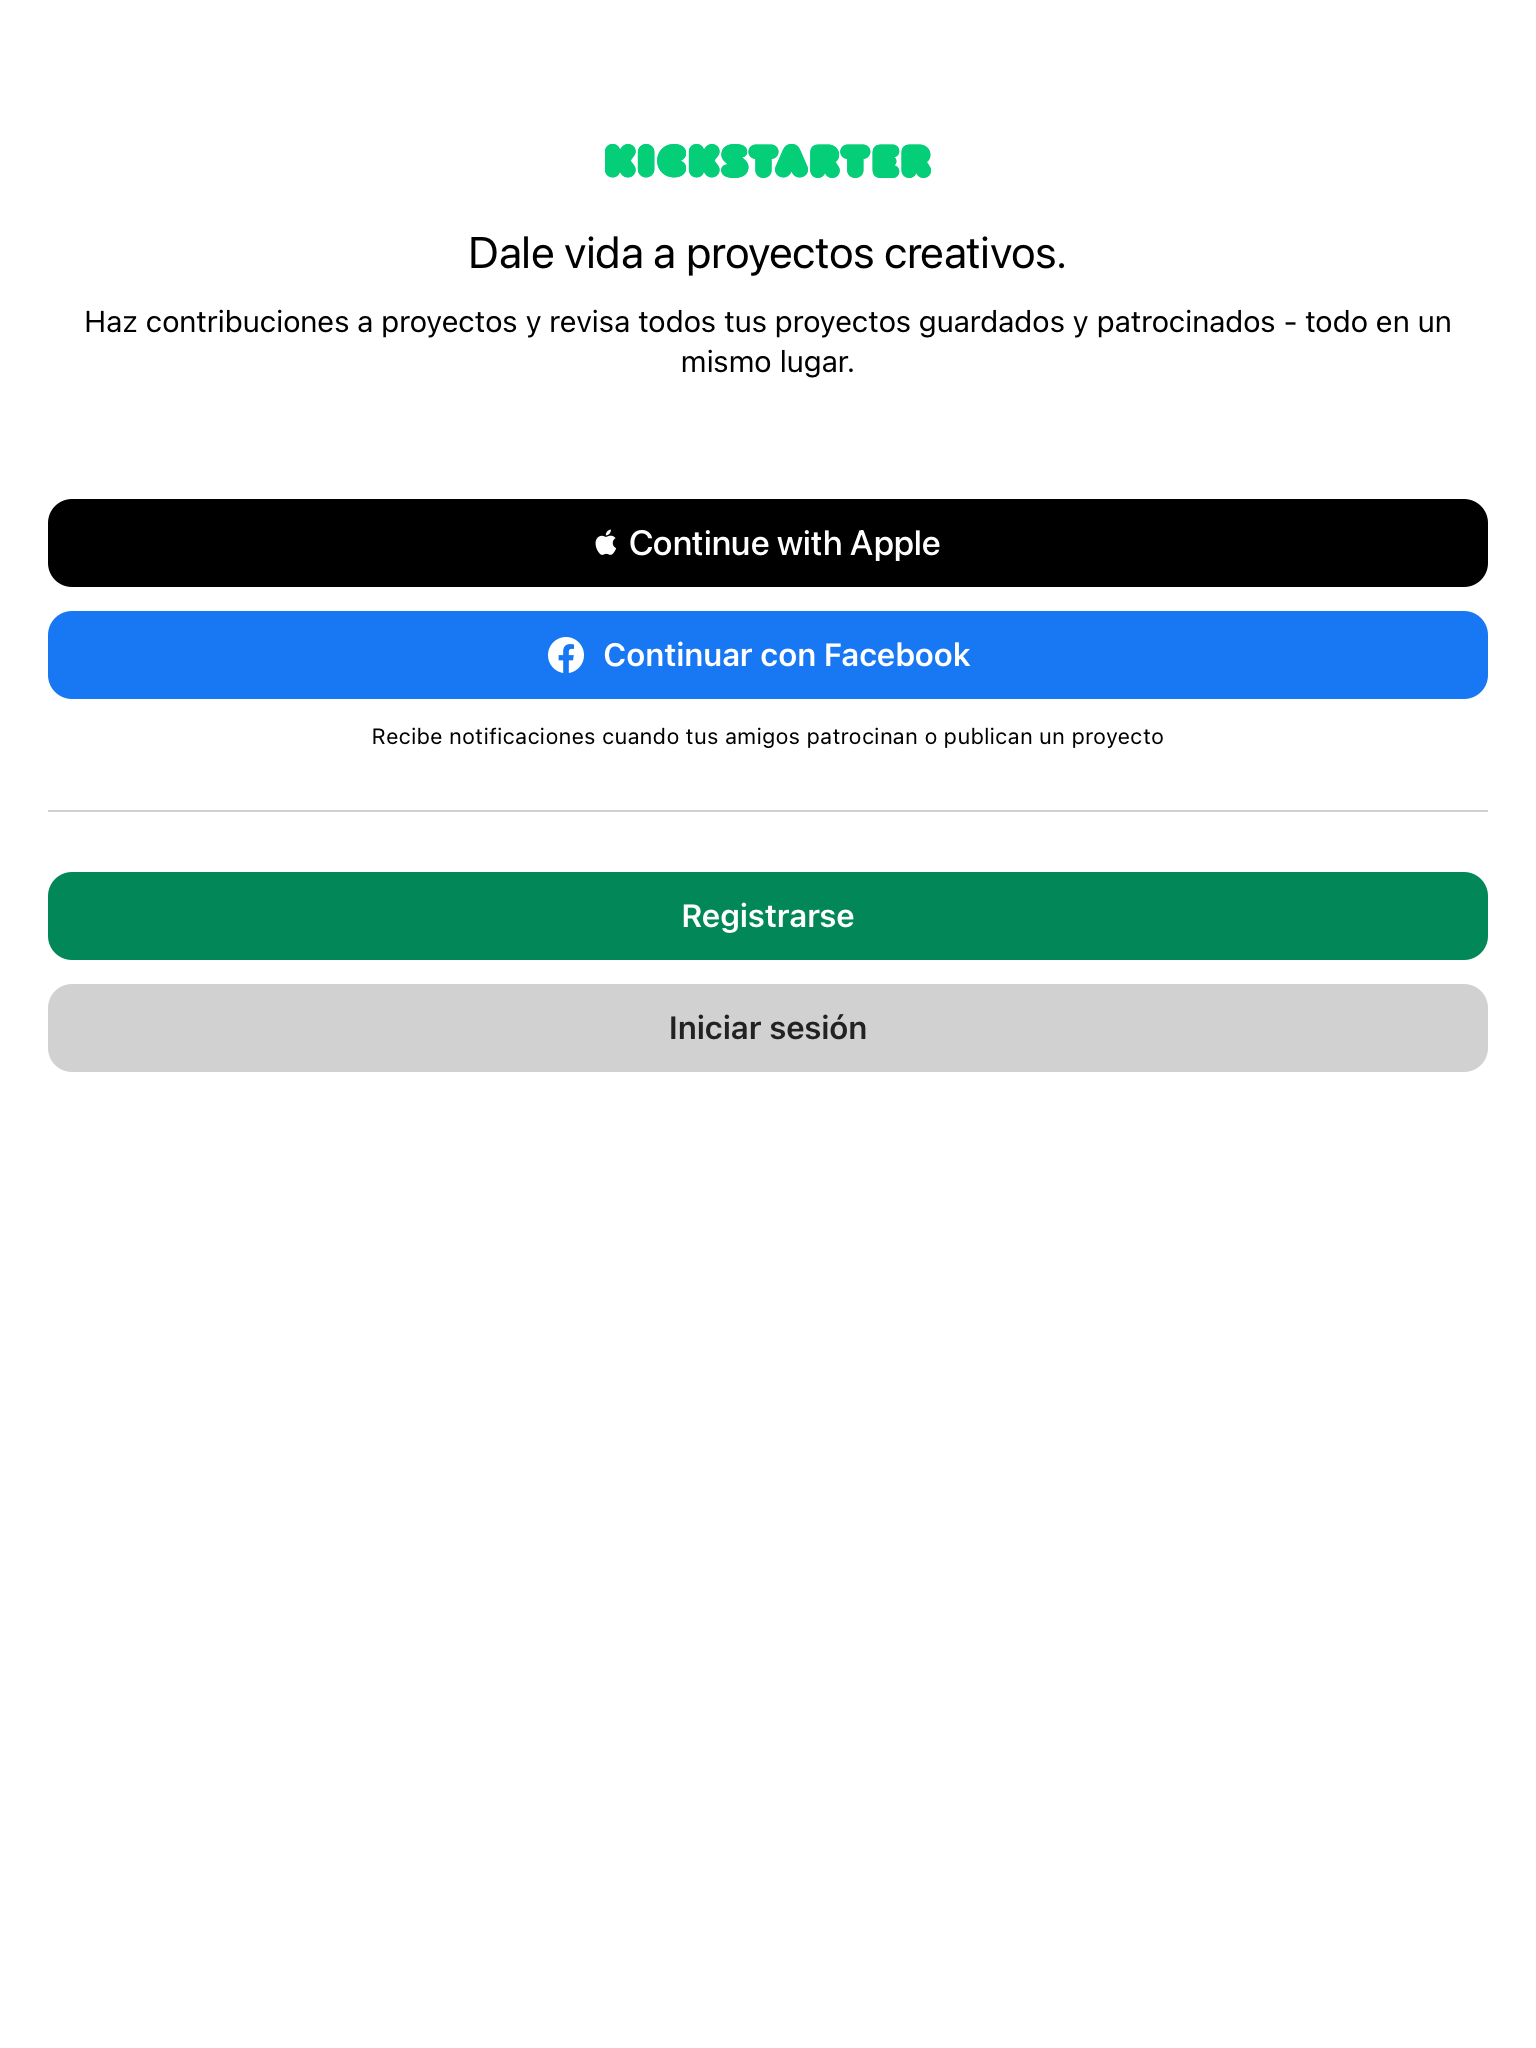 KICKSTARTER
Dale vida a proyectos creativos.
Haz contribuciones a proyectos y revisa todos tus proyectos guardados y patrocinados - todo en un
mismo lugar.
Continue with Apple
Continuar con Facebook
Recibe notificaciones cuando tus amigos patrocinan o publican un proyecto
Registrarse
Iniciar sesión